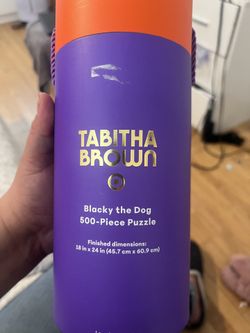 TABITHA
BROWN
Blacky the Dog
500-Piece Puzzle
Finished dimensions:
18 in x 24 in (45.7 cm x 60.9 cm)